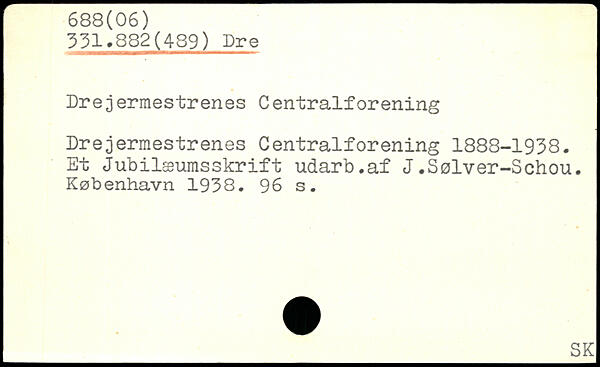 688(06)
331.882(489) Dre
Drejermestrenes Centralforening
Drejermestrenes Centralforening 1888-1938.
Et Jubilæumsskrift udarb.af J.Sølver-Schou.
København 1938. 96 s.
SK